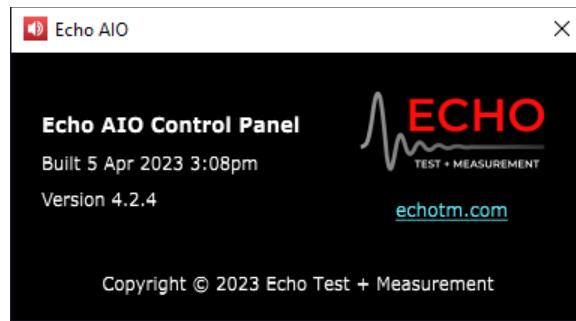 Echo AIO
Echo AIO Control Panel
Built 5 Apr 2023 3:08pm
Version 4.2.4
ECHO
TEST + MEASUREMENT
echotm.com
Copyright © 2023 Echo Test + Measurement